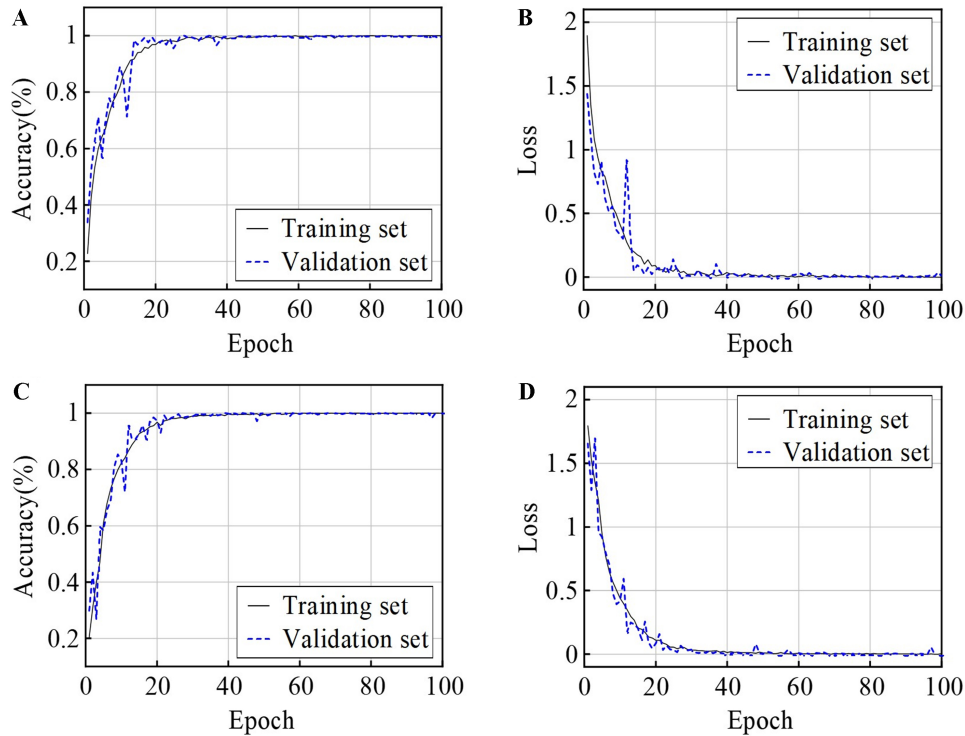 A
Accuracy(%)
1
0.8
0.6
0.4
0.2
0 20 40 60 80 100
Epoch
Training set
Validation set
B
Loss
2
1.5
1
0.5
0
0 20 40 60 80 100
Epoch
Training set
Validation set
C
Accuracy(%)
1
0.8
0.6
0.4
0.2
0 20 40 60 80 100
Epoch
Training set
Validation set
D
Loss
2
1.5
1
0.5
0
0 20 40 60 80 100
Epoch
Training set
Validation set